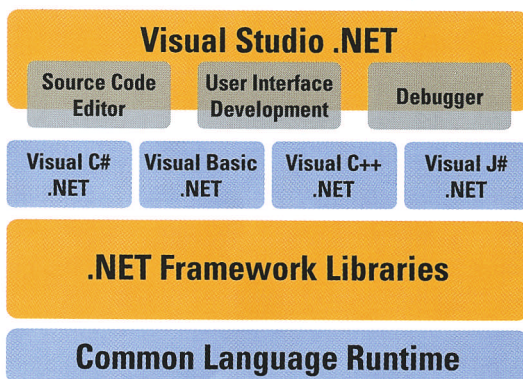 Visual Studio .NET
Source Code
Editor
User Interface
Development
Debugger
Visual C#
.NET
Visual Basic
.NET
Visual C++
.NET
Visual J#
.NET
.NET Framework Libraries
Common Language Runtime